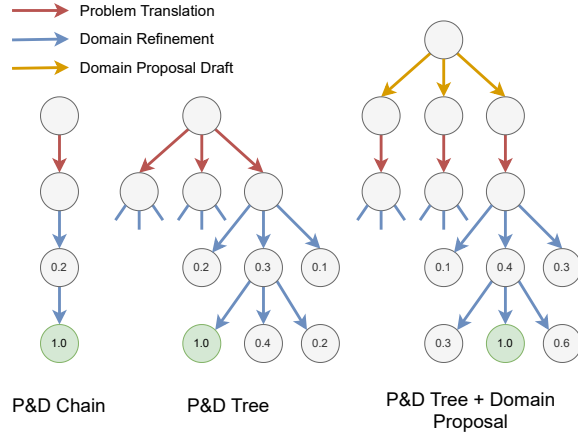 Problem Translation
Domain Refinement
Domain Proposal Draft
0.2
0.2
0.3
0.1
0.1
0.4
0.3
1.0
1.0
0.4
0.2
0.3
1.0
0.6
P&D Chain
P&D Tree
P&D Tree + Domain
Proposal